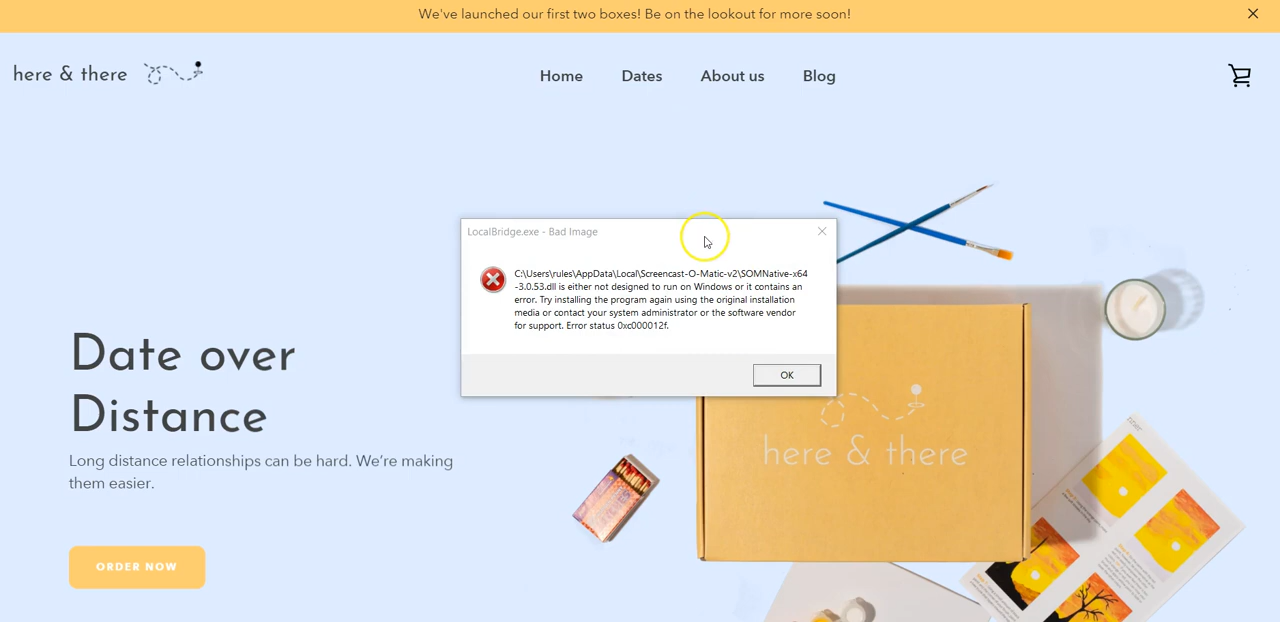 We've launched our first two boxes! Be on the lookout for more soon!
here & there
Home
Dates
About us
Blog
LocalBridge.exe - Bad Image
C:\Users\rules\AppData\Local\Screencast-O-Matic-v2\SOMNative-x64
-3.0.53.dll is either not designed to run on Windows or it contains an
error. Try installing the program again using the original installation
media or contact your system administrator or the software vendor
for support. Error status 0xc000012f.
OK
Date over
Distance
Long distance relationships can be hard. We’re making
them easier.
ORDER NOW
here & there